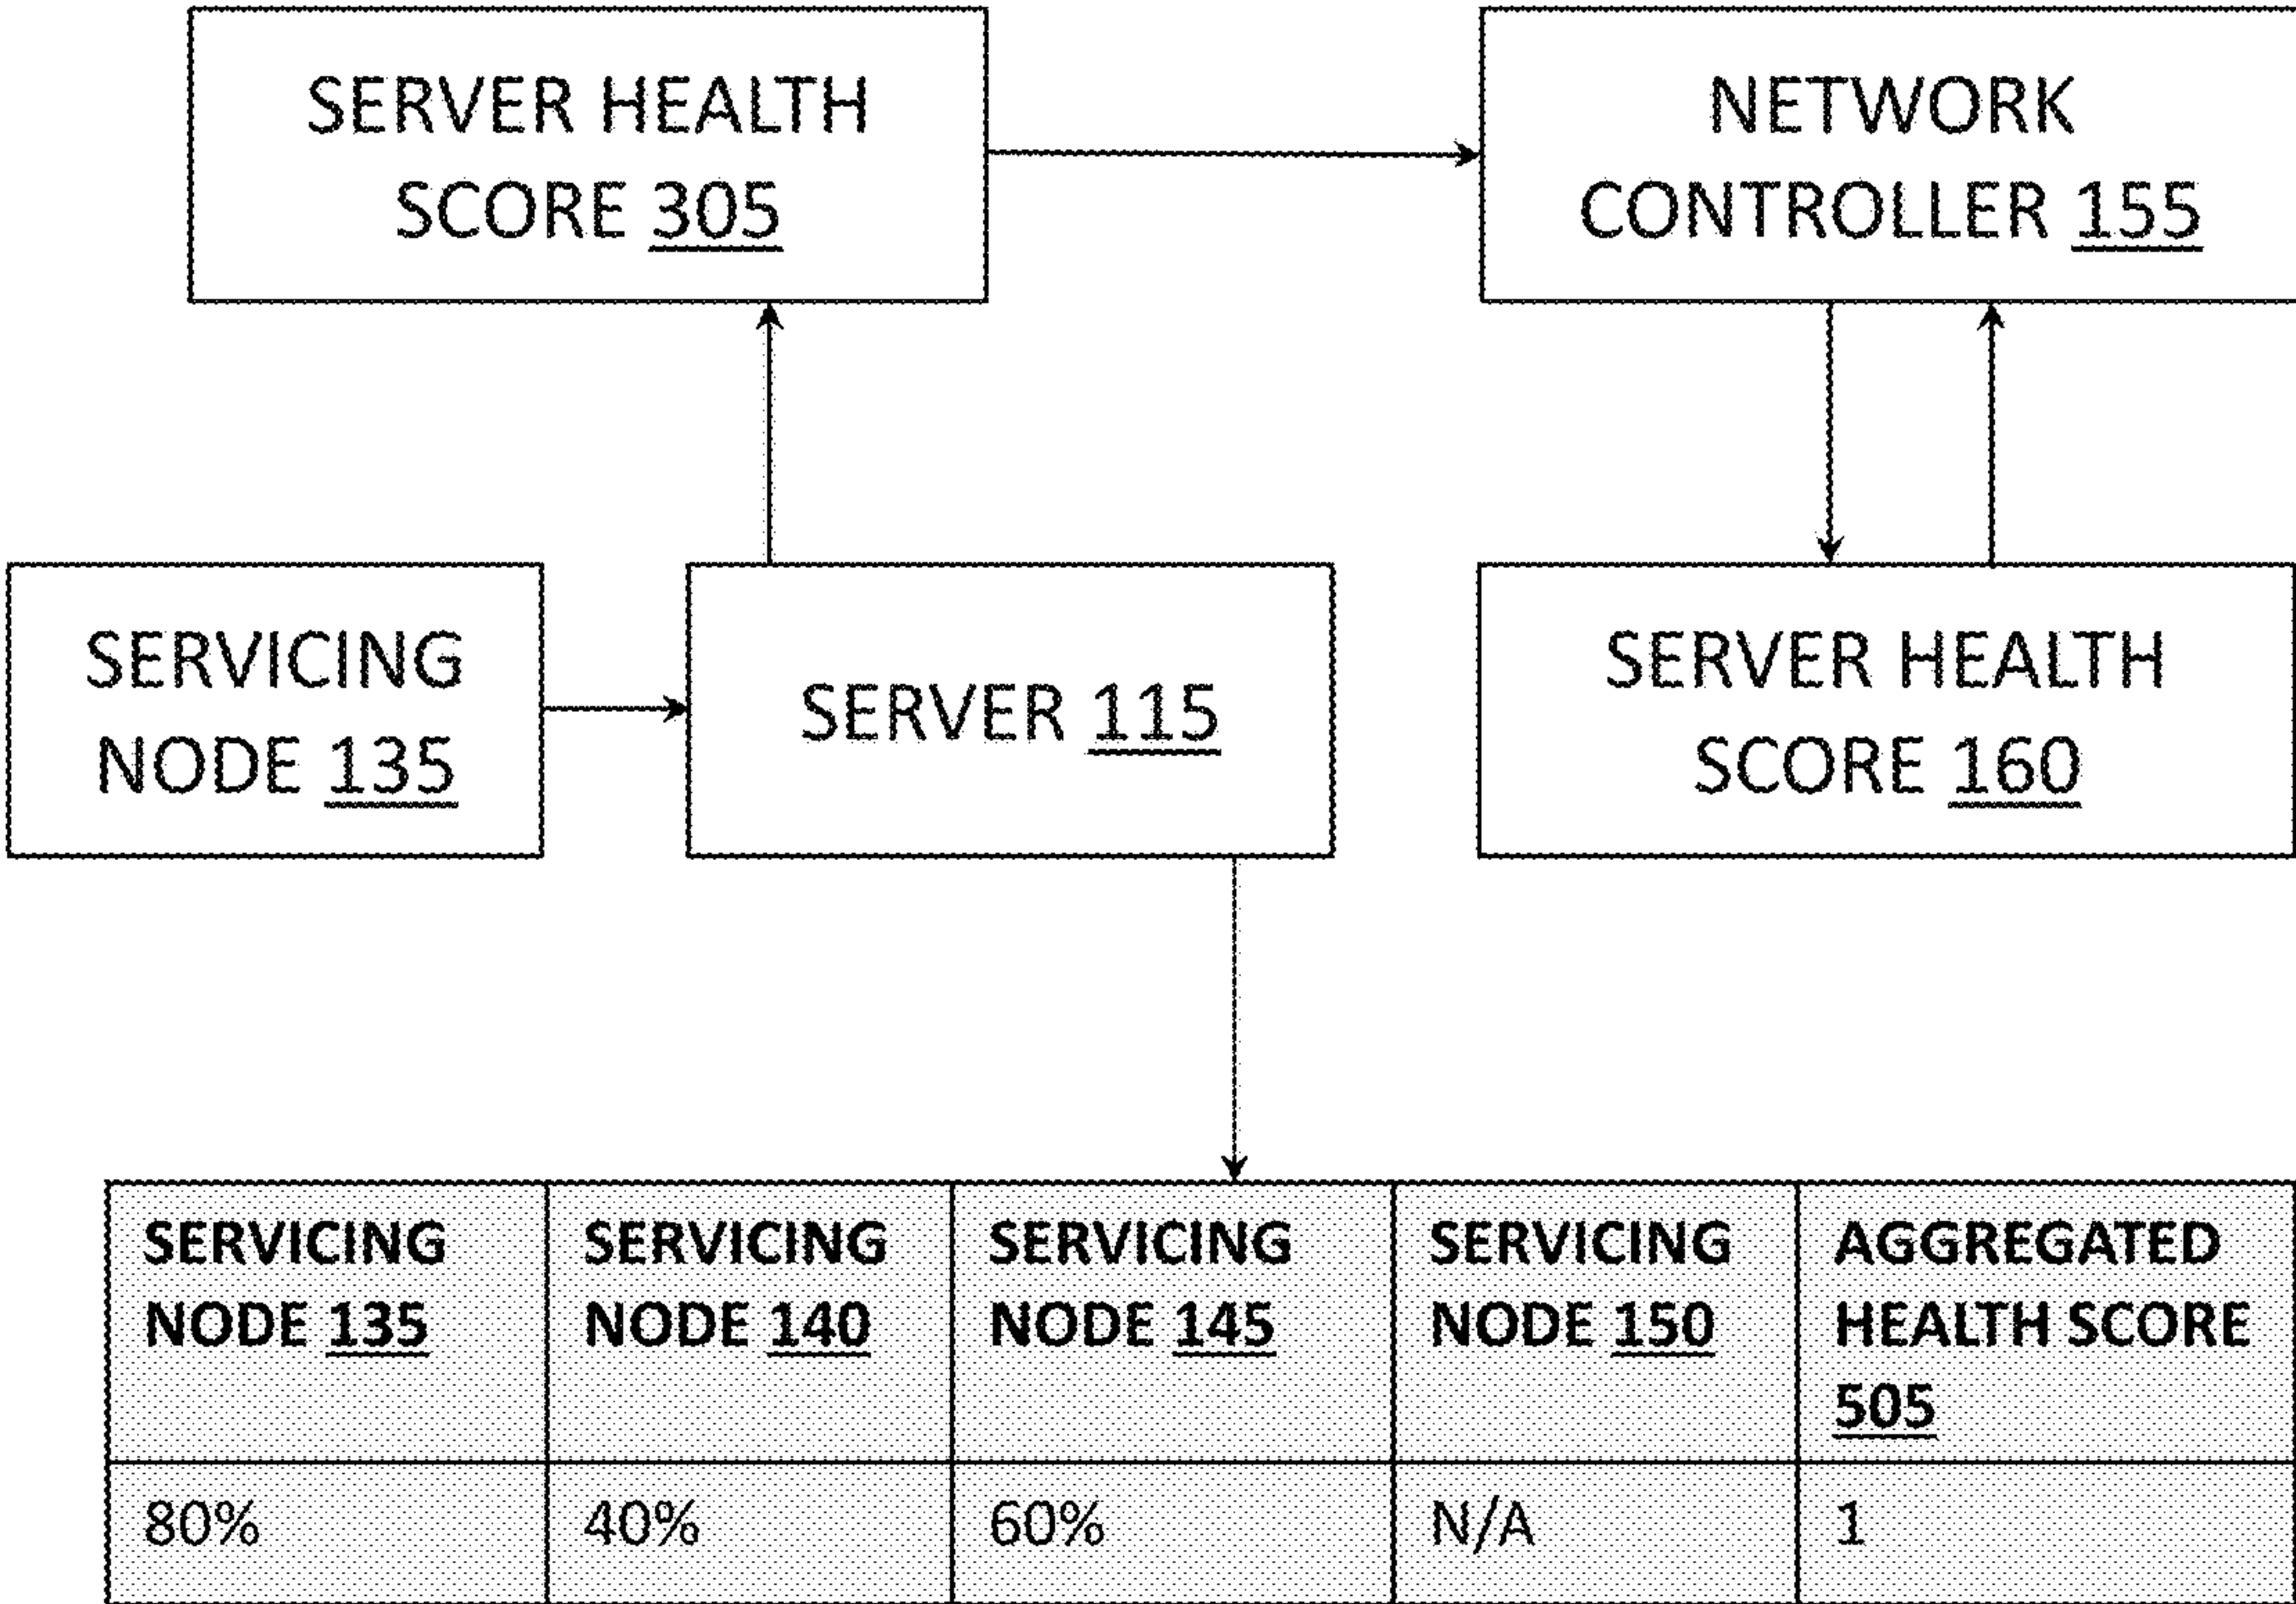 SERVER HEALTH
SCORE 305
NETWORK
CONTROLLER 155
SERVICING
NODE 135
SERVER 115
SERVER HEALTH
SCORE 160
SERVICING
NODE 135
SERVICING
NODE 140
SERVICING
NODE 145
SERVICING
NODE 150
AGGREGATED
HEALTH SCORE
505
80%
40%
60%
N/A
1